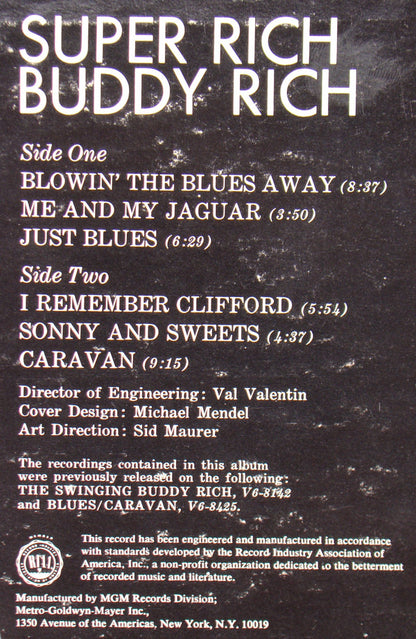 SUPER RICH
BUDDY RICH
Side One
BLOWIN' THE BLUES AWAY (8:37)
ME AND MY JAGUAR (3:50)
JUST BLUES (6:29)
Side Two
I REMEMBER CLIFFORD (5:54)
SONNY AND SWEETS (4:37)
CARAVAN (9:15)
Director of Engineering: Val Valentin
Cover Design: Michael Mendel
Art Direction: Sid Maurer
The recordings contained in this album
were previously released on the following:
THE SWINGING BUDDY RICH, V6-8142
and BLUES/CARAVAN, V6-8425.
This record has been engineered and manufactured in accordance
with standards developed by the Record Industry Association of
America, Inc., a non-profit organization dedicated to the betterment
of recorded music and literature.
Manufactured by MGM Records Division,
Metro-Goldwyn-Mayer Inc.,
1350 Avenue of the Americas, New York, N.Y. 10019